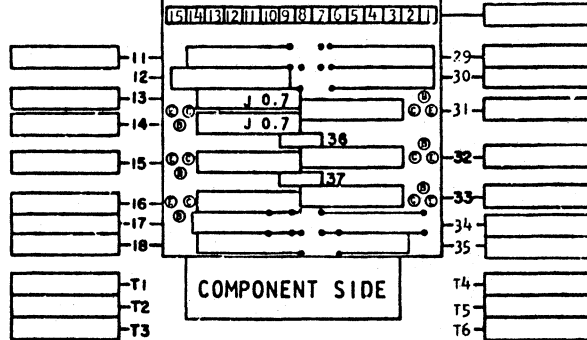 15 14 13 12 11 10 9 8 7 6 5 4 3 2 1
11 29
12 30
13 J 0.7 C C B C E 31
14 J 0.7 B
36 B
15 C C B C E 32
37 B
16 C C B C C 33
17 34
18 35
T1 COMPONENT SIDE T4
T2 T5
T3 T6